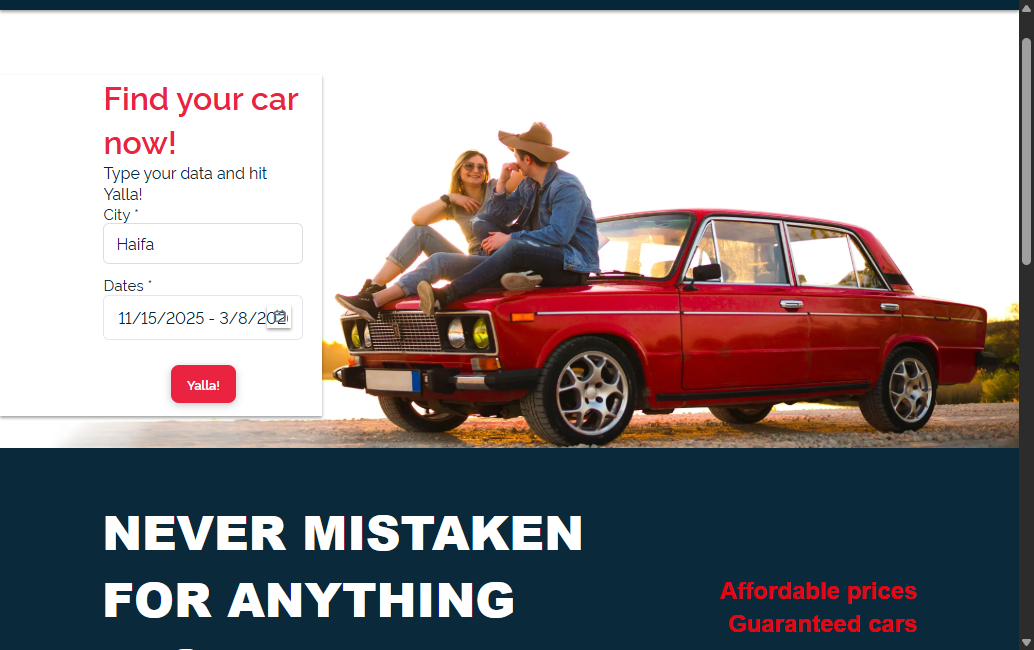 Find your car
now!
Type your data and hit
Yalla!
City *
Haifa
Dates *
11/15/2025 - 3/8/202
Yalla!
NEVER MISTAKEN
FOR ANYTHING
Affordable prices
Guaranteed cars